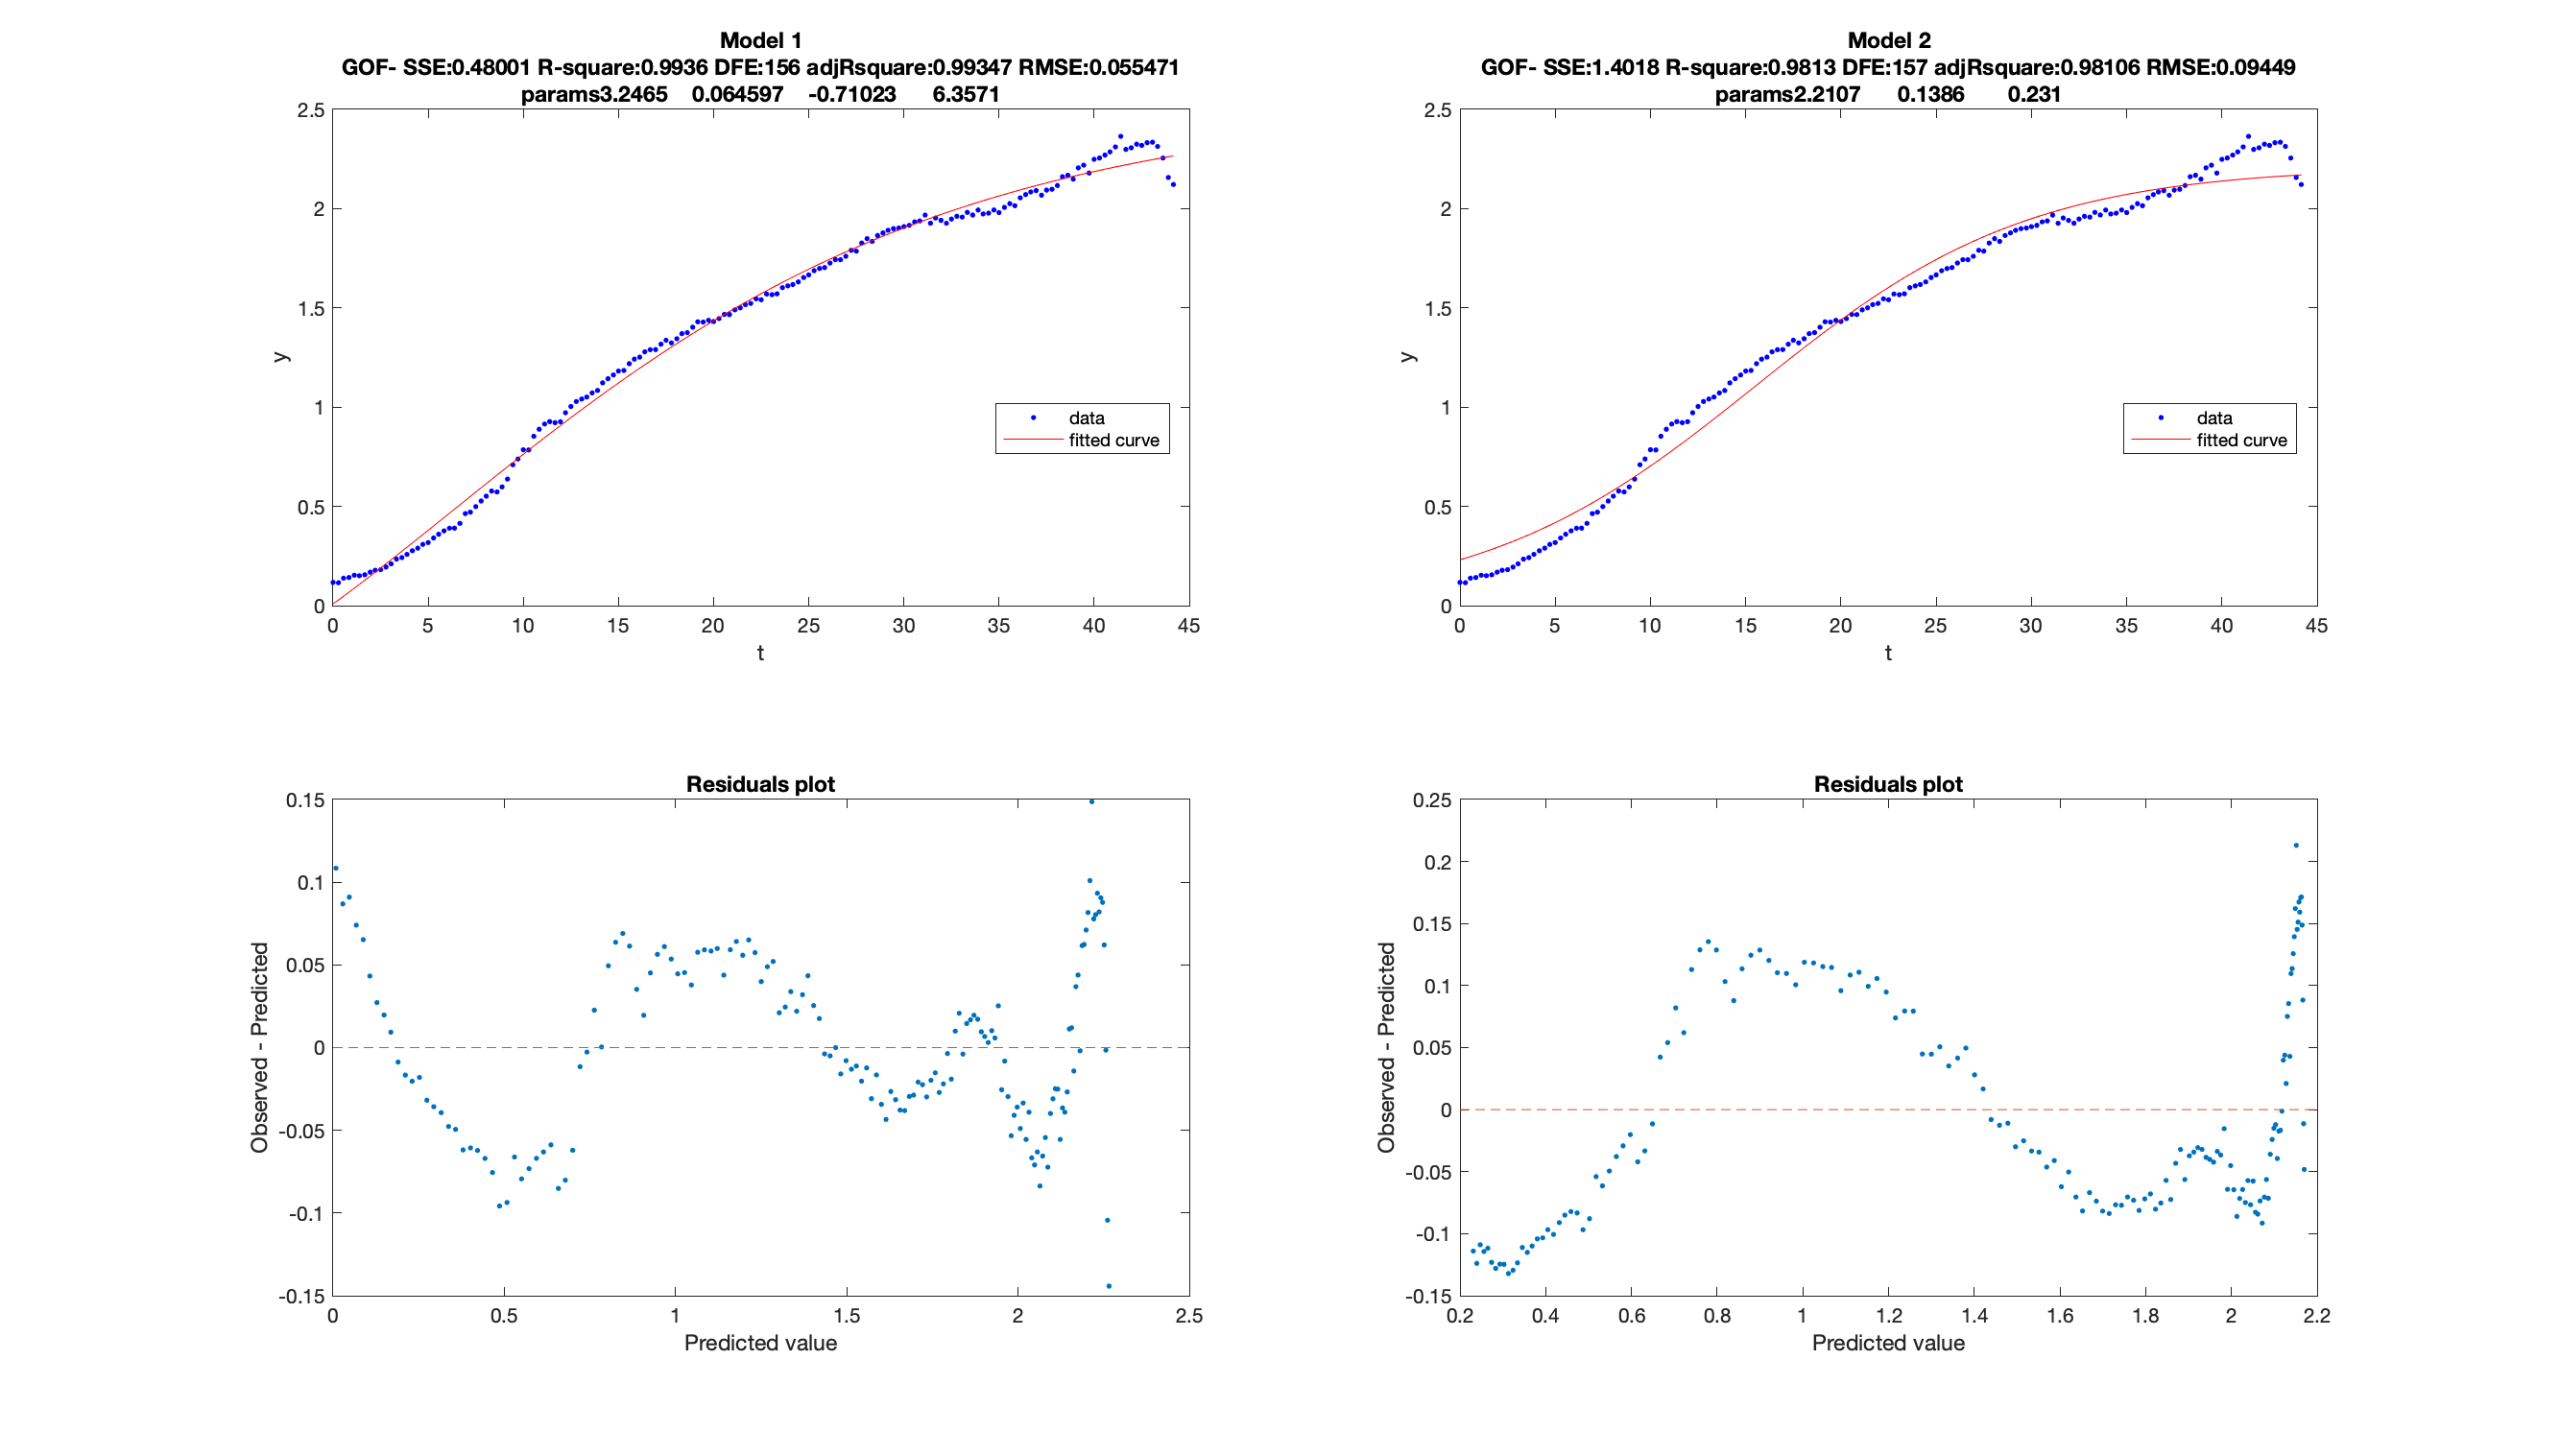 Model 1
GOF- SSE:0.48001 R-square:0.9936 DFE:156 adjRsquare:0.99347 RMSE:0.055471
params3.2465 0.064597 -0.71023 6.3571
2.5
2
1.5
1
0.5
0
y
0 5 10 15 20 25 30 35 40 45
t
data
fitted curve
Model 2
GOF- SSE:1.4018 R-square:0.9813 DFE:157 adjRsquare:0.98106 RMSE:0.09449
params2.2107 0.1386 0.231
2.5
2
1.5
1
0.5
0
y
0 5 10 15 20 25 30 35 40 45
t
data
fitted curve
Residuals plot
0.15
0.1
0.05
0
-0.05
-0.1
-0.15
Observed - Predicted
0 0.5 1 1.5 2 2.5
Predicted value
Residuals plot
0.25
0.2
0.15
0.1
0.05
0
-0.05
-0.1
-0.15
Observed - Predicted
0.2 0.4 0.6 0.8 1 1.2 1.4 1.6 1.8 2 2.2
Predicted value